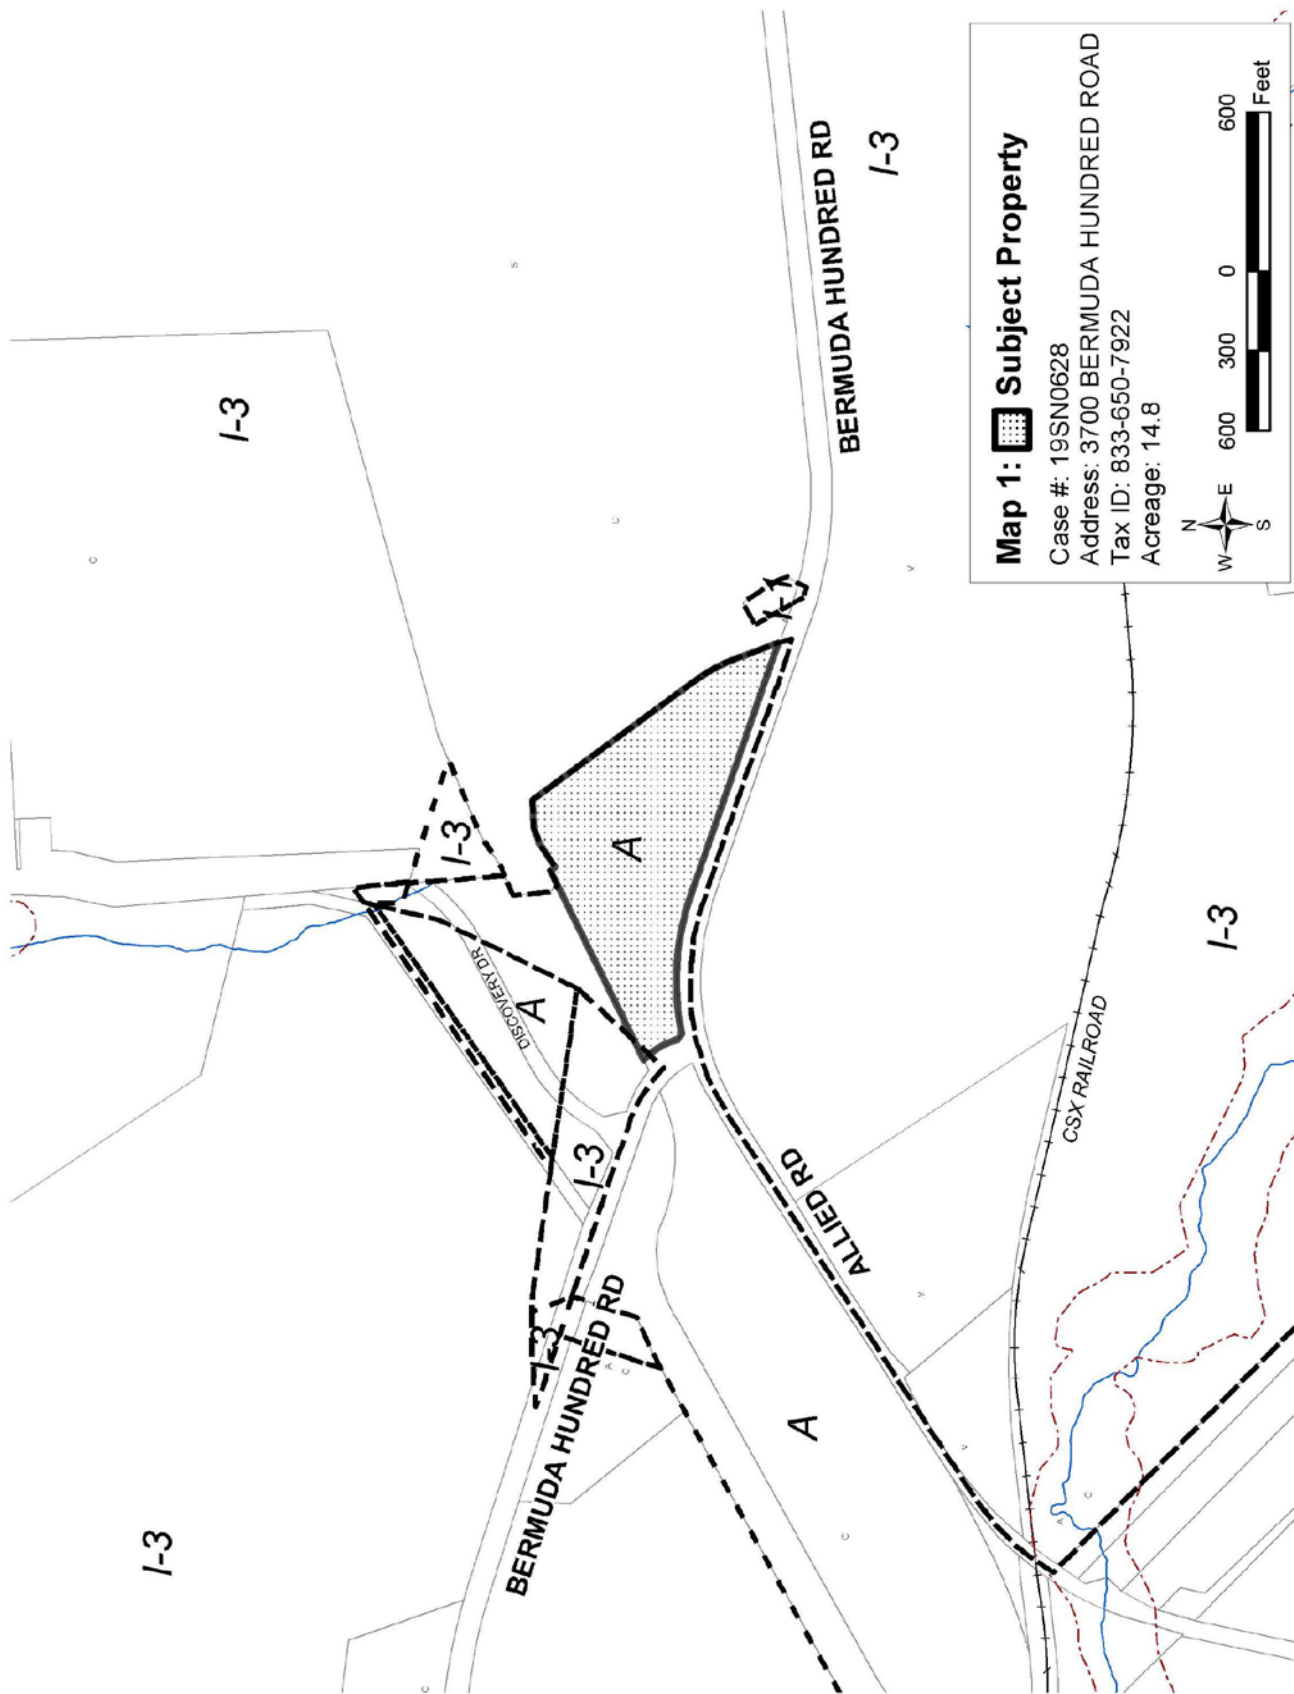 I-3
I-3
I-3
DISCOVERY DR
A
A
I-3
I-3
BERMUDA HUNDRED RD
BERMUDA HUNDRED RD
I-3
ALLIED RD
A
CSX RAILROAD
I-3
C
S
C
V
V
V
A
C
C
A
C
C
Map 1: Subject Property
Case #: 19SN0628
Address: 3700 BERMUDA HUNDRED ROAD
Tax ID: 833-650-7922
Acreage: 14.8
N
W E
S
600 300 0 600
Feet